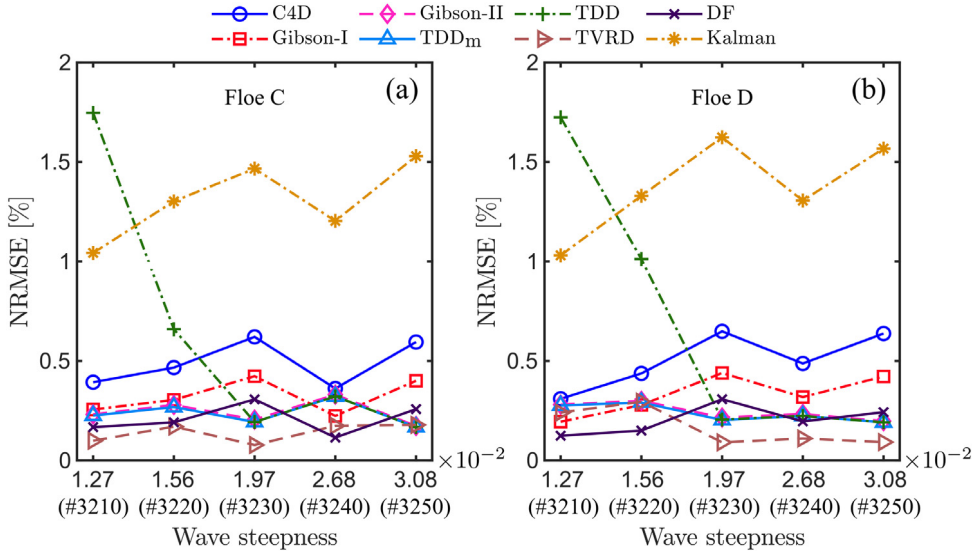 C4D Gibson-II TDD DF
Gibson-I TDDm TVRD Kalman
NRMSE [%]
2
1.5
1
0.5
0
Floe C
(a)
1.27 1.56 1.97 2.68 3.08
×10−2
(#3210) (#3220) (#3230) (#3240) (#3250)
Wave steepness
NRMSE [%]
2
1.5
1
0.5
0
Floe D
(b)
1.27 1.56 1.97 2.68 3.08
×10−2
(#3210) (#3220) (#3230) (#3240) (#3250)
Wave steepness